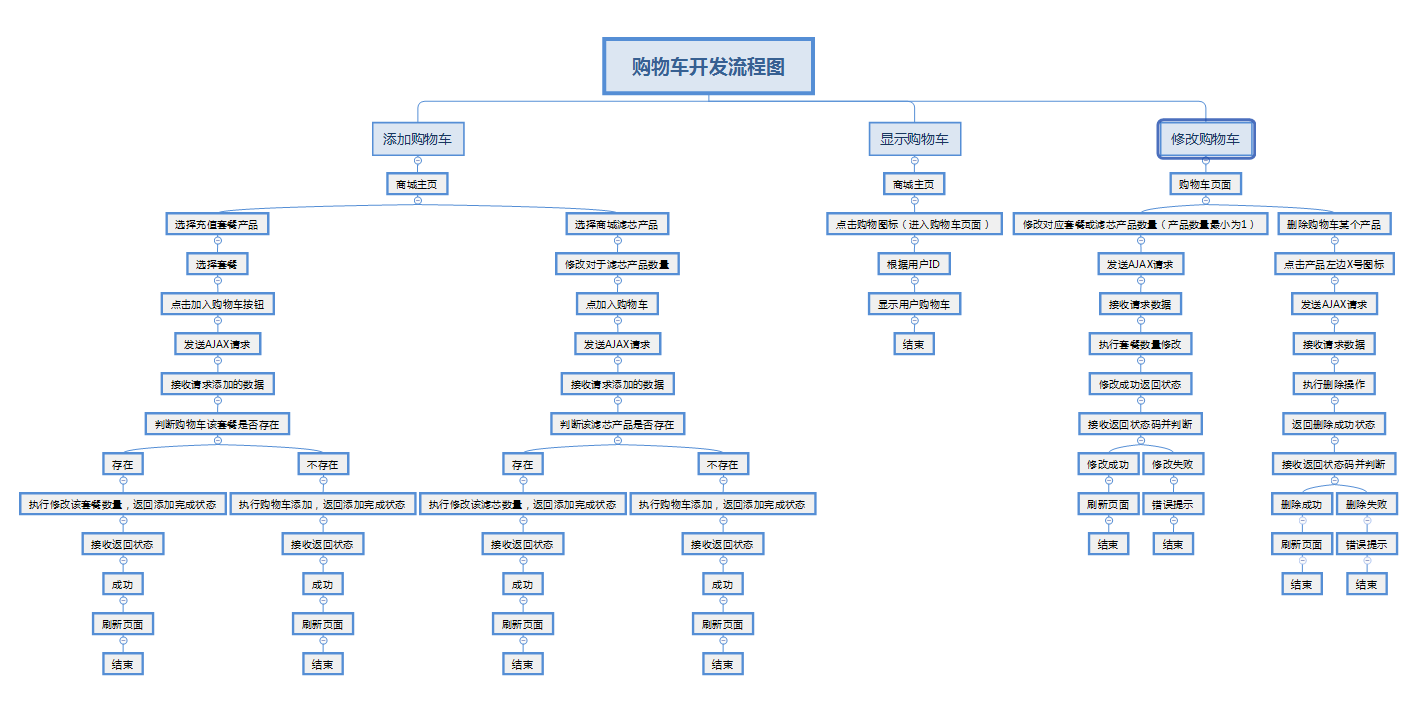 购物车开发流程图
添加购物车
显示购物车
修改购物车
商城主页
商城主页
购物车页面
选择充值套餐产品
选择商城滤芯产品
点击购物图标（进入购物车页面）
修改对应套餐或滤芯产品数量（产品数量最小为1）
删除购物车某个产品
选择套餐
修改对于滤芯产品数量
根据用户ID
发送AJAX请求
点击产品左边X号图标
点击加入购物车按钮
点加入购物车
显示用户购物车
接收请求数据
发送AJAX请求
发送AJAX请求
发送AJAX请求
结束
执行套餐数量修改
接收请求数据
接收请求添加的数据
接收请求添加的数据
修改成功返回状态
执行删除操作
判断购物车该套餐是否存在
判断该滤芯产品是否存在
接收返回状态码并判断
返回删除成功状态
存在
不存在
存在
不存在
修改成功
修改失败
接收返回状态码并判断
执行修改该套餐数量，返回添加完成状态
执行购物车添加，返回添加完成状态
执行修改该滤芯数量，返回添加完成状态
执行购物车添加，返回添加完成状态
刷新页面
错误提示
删除成功
删除失败
接收返回状态
接收返回状态
接收返回状态
接收返回状态
结束
结束
刷新页面
错误提示
成功
成功
成功
成功
结束
结束
刷新页面
刷新页面
刷新页面
刷新页面
结束
结束
结束
结束